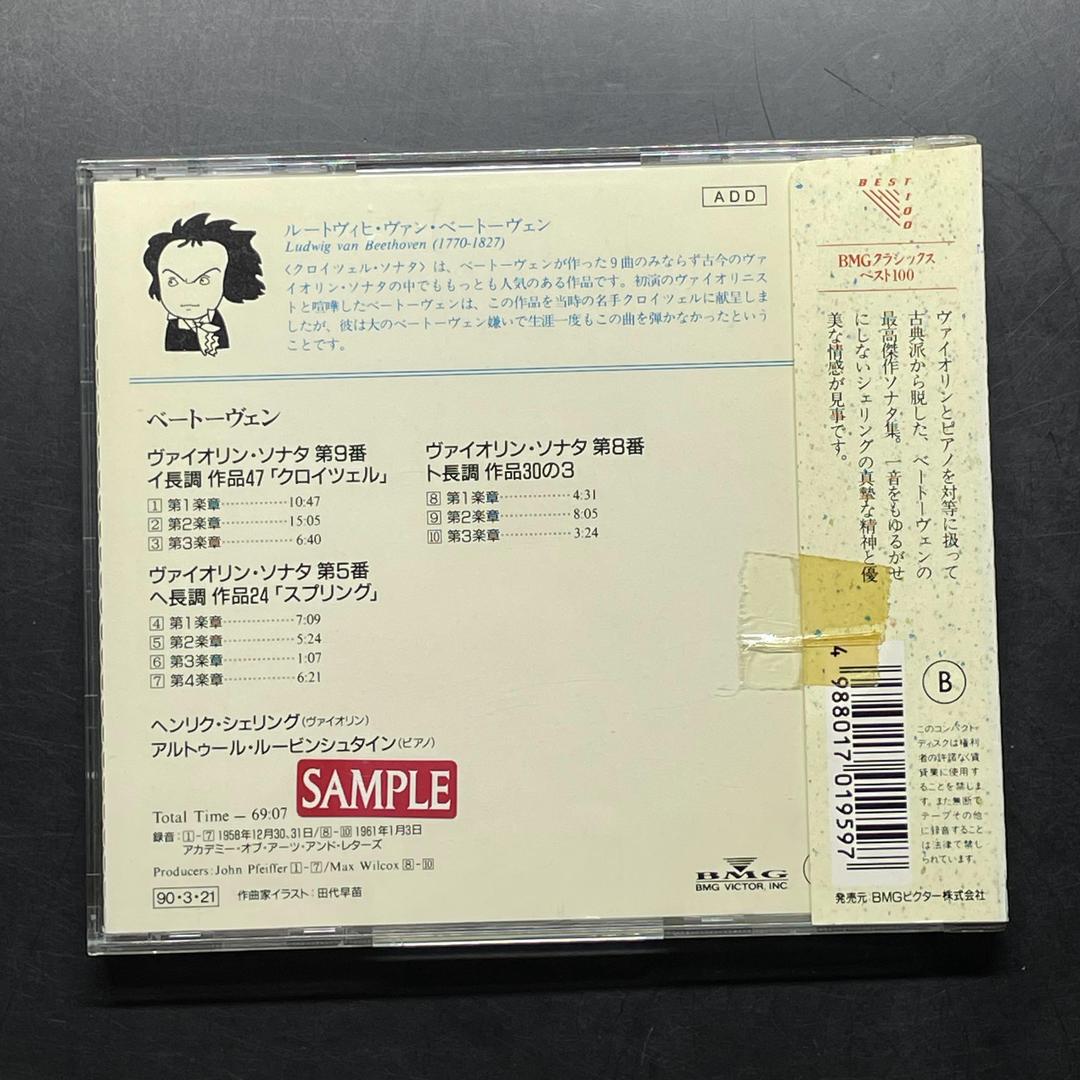 ADD
ルートヴィヒ・ヴァン・ベートーヴェン
Ludwig van Beethoven (1770-1827)
〈クロイツェル・ソナタ〉は、ベートーヴェンが作った9曲のみならず古今のヴァ
イオリン・ソナタの中でももっとも人気のある作品です。初演のヴァイオリニス
トと喧嘩したベートーヴェンは、この作品を当時の名手クロイツェルに献呈しま
したが、彼は大のベートーヴェン嫌いで生涯一度もこの曲を弾かなかったという
ことです。
ベートーヴェン
ヴァイオリン・ソナタ 第9番
イ長調 作品47「クロイツェル」
1 第1楽章 10:47
2 第2楽章 15:05
3 第3楽章 6:40
ヴァイオリン・ソナタ 第5番
ヘ長調 作品24「スプリング」
4 第1楽章 7:09
5 第2楽章 5:24
6 第3楽章 1:07
7 第4楽章 6:21
ヴァイオリン・ソナタ 第8番
ト長調 作品30の3
8 第1楽章 4:31
9 第2楽章 8:05
10 第3楽章 3:24
ヘンリク・シェリング(ヴァイオリン)
アルトゥール・ルービンシュタイン(ピアノ)
SAMPLE
Total Time — 69:07
録音:1-7 1958年12月30、31日/8-10 1961年1月3日
アカデミー・オブ・アーツ・アンド・レターズ
Producers: John Pfeiffer 1-7/Max Wilcox 8-10
90・3・21 作曲家イラスト:田代早苗
BMG
BMG VICTOR, INC
BEST 100
BMGクラシックス
ベスト100
ヴァイオリンとピアノを対等に扱って
古典派から脱した、ベートーヴェンの
最高傑作ソナタ集。一音をもゆるがせ
にしないシェリングの真摯な精神と優
美な情感が見事です。
4 988017 019597
B
このコンパクト・
ディスクは権利
者の許諾なく賃
貸業に使用す
ることを禁しま
す。また無断で
テープその他
に録音すること
は法律で禁じ
られています。
発売元:BMGビクター株式会社